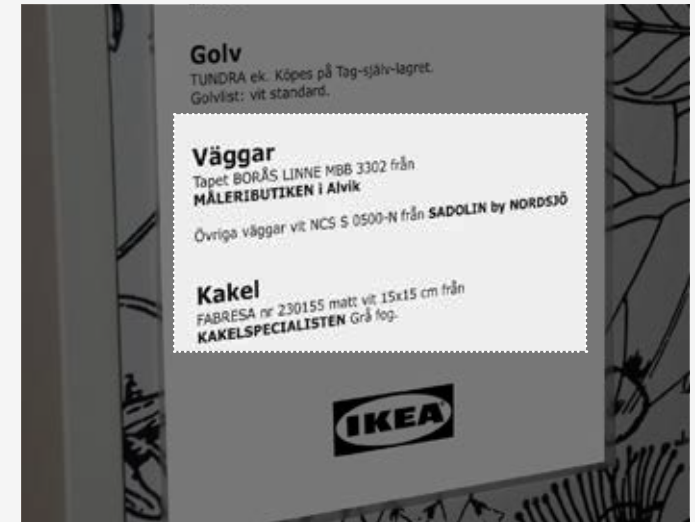 Golv
TUNDRA ek. Köpes på Tag-själv-lagret.
Golvlist: vit standard.
Väggar
Tapet BORÅS LINNE MBB 3302 från
MÅLERIBUTIKEN i Alvik
Övriga väggar vit NCS S 0500-N från SADOLIN by NORDSJÖ
Kakel
FABRESA nr 230155 matt vit 15x15 cm från
KAKELSPECIALISTEN Grå fog.
IKEA